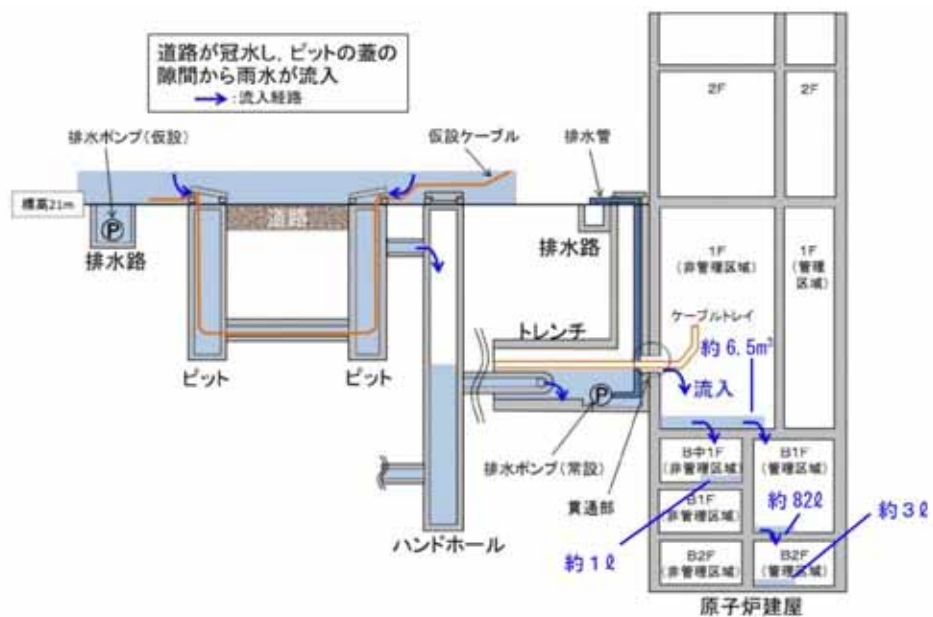 道路が冠水し，ピットの蓋の
隙間から雨水が流入
→：流入経路
排水ポンプ(仮設)
仮設ケーブル
排水管
2F
2F
標高21m
P
道路
排水路
排水路
1F
(非管理区域)
1F
(管理
区域)
ケーブルトレイ
トレンチ
約6.5m³
流入
ピット
ピット
P
排水ポンプ(常設)
貫通部
B中1F
(非管理区域)
B1F
(管理区域)
B1F
(非管理区域)
約82ℓ
約3ℓ
ハンドホール
約1ℓ
B2F
(非管理区域)
B2F
(管理区域)
原子炉建屋